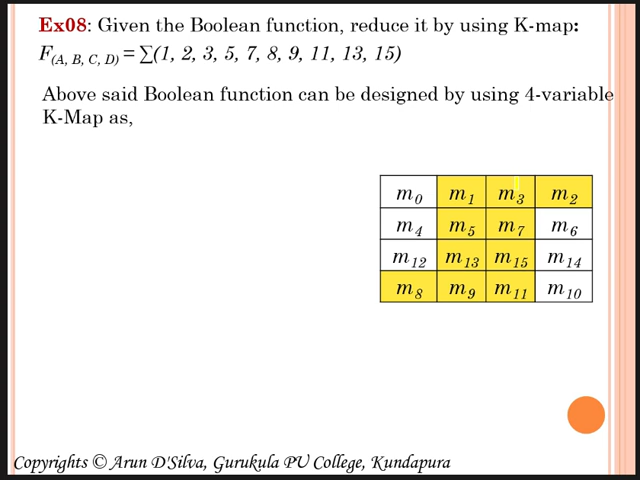 Ex08: Given the Boolean function, reduce it by using K-map:
F(A, B, C, D) = ∑(1, 2, 3, 5, 7, 8, 9, 11, 13, 15)
Above said Boolean function can be designed by using 4-variable
K-Map as,
m0 m1 m3 m2
m4 m5 m7 m6
m12 m13 m15 m14
m8 m9 m11 m10
Copyrights © Arun D'Silva, Gurukula PU College, Kundapura